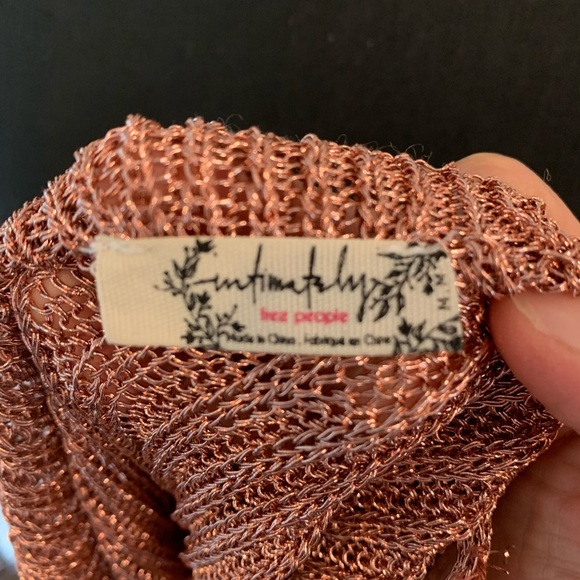 intimately
free people
Made in China. Fabriqué en Chine
M M